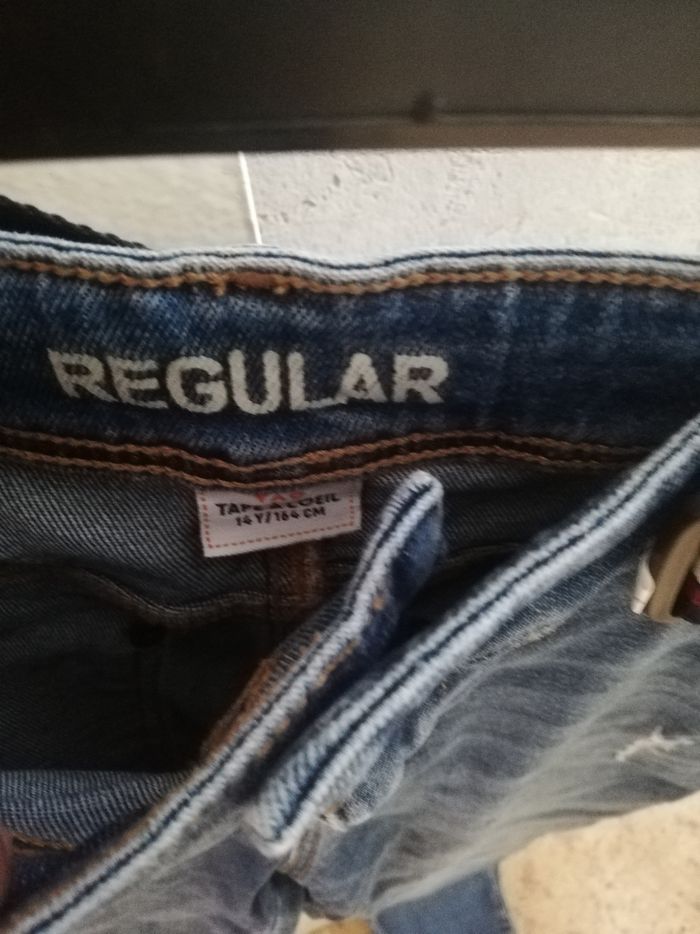 REGULAR
TAPE À L'OEIL
14 Y/164 CM